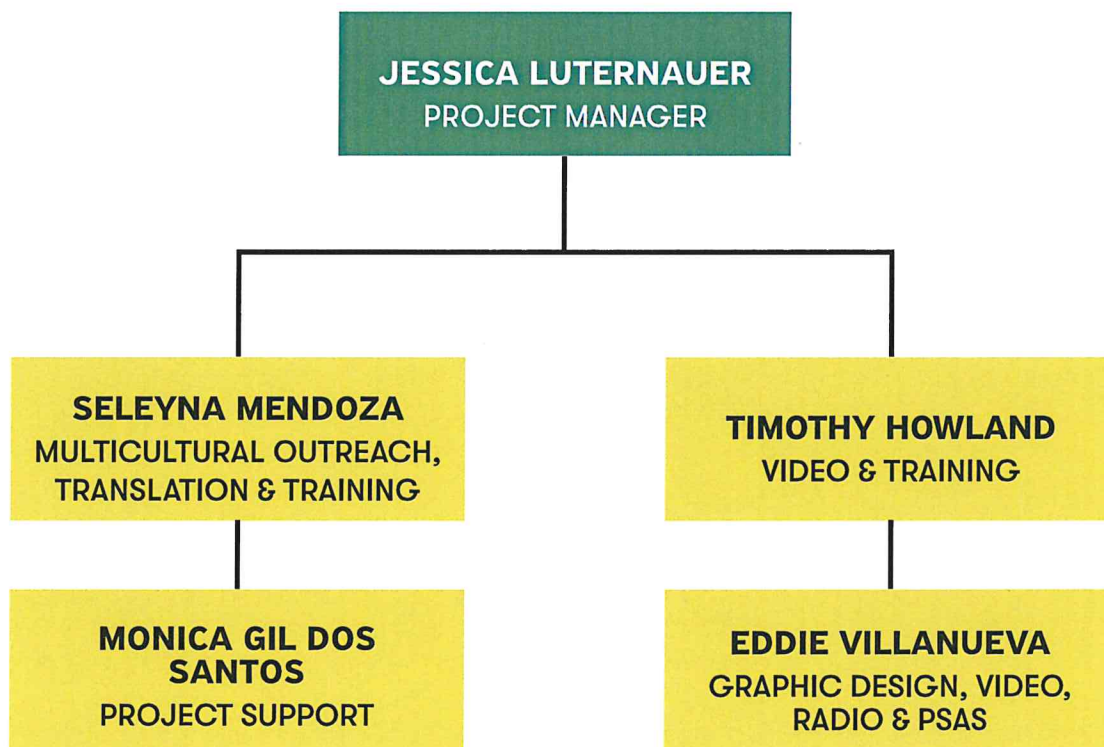 JESSICA LUTERNAUER
PROJECT MANAGER
SELEYNA MENDOZA
MULTICULTURAL OUTREACH,
TRANSLATION & TRAINING
TIMOTHY HOWLAND
VIDEO & TRAINING
MONICA GIL DOS
SANTOS
PROJECT SUPPORT
EDDIE VILLANUEVA
GRAPHIC DESIGN, VIDEO,
RADIO & PSAS